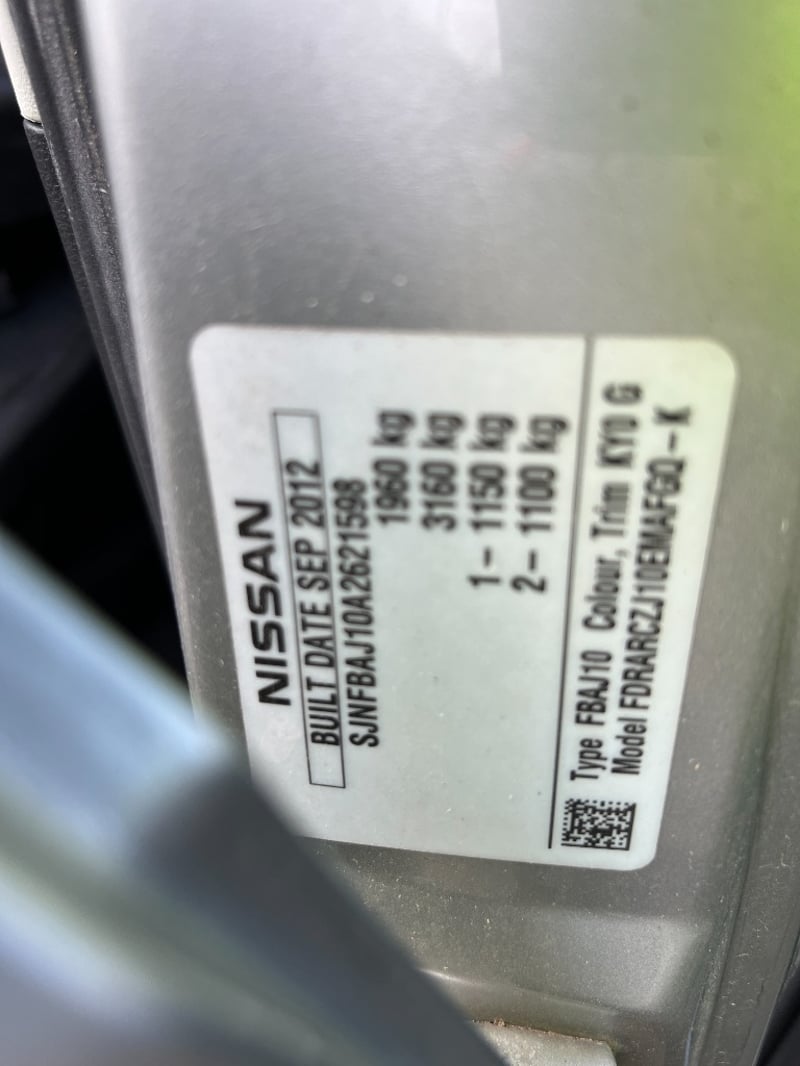 NISSAN
BUILT DATE SEP 2012
SJNFBAJ10A2621598
1960 kg
3160 kg
1- 1150 kg
2- 1100 kg
Type FBAJ10 Colour, Trim KY0 G
Model FDRARCZJ10EMAFGQ-K